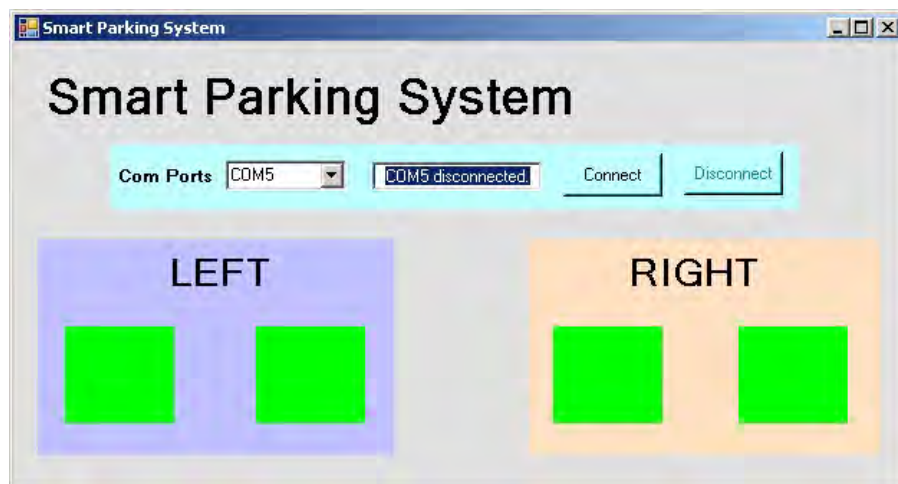 Smart Parking System
Smart Parking System
Com Ports COM5 COM5 disconnected. Connect Disconnect
LEFT RIGHT